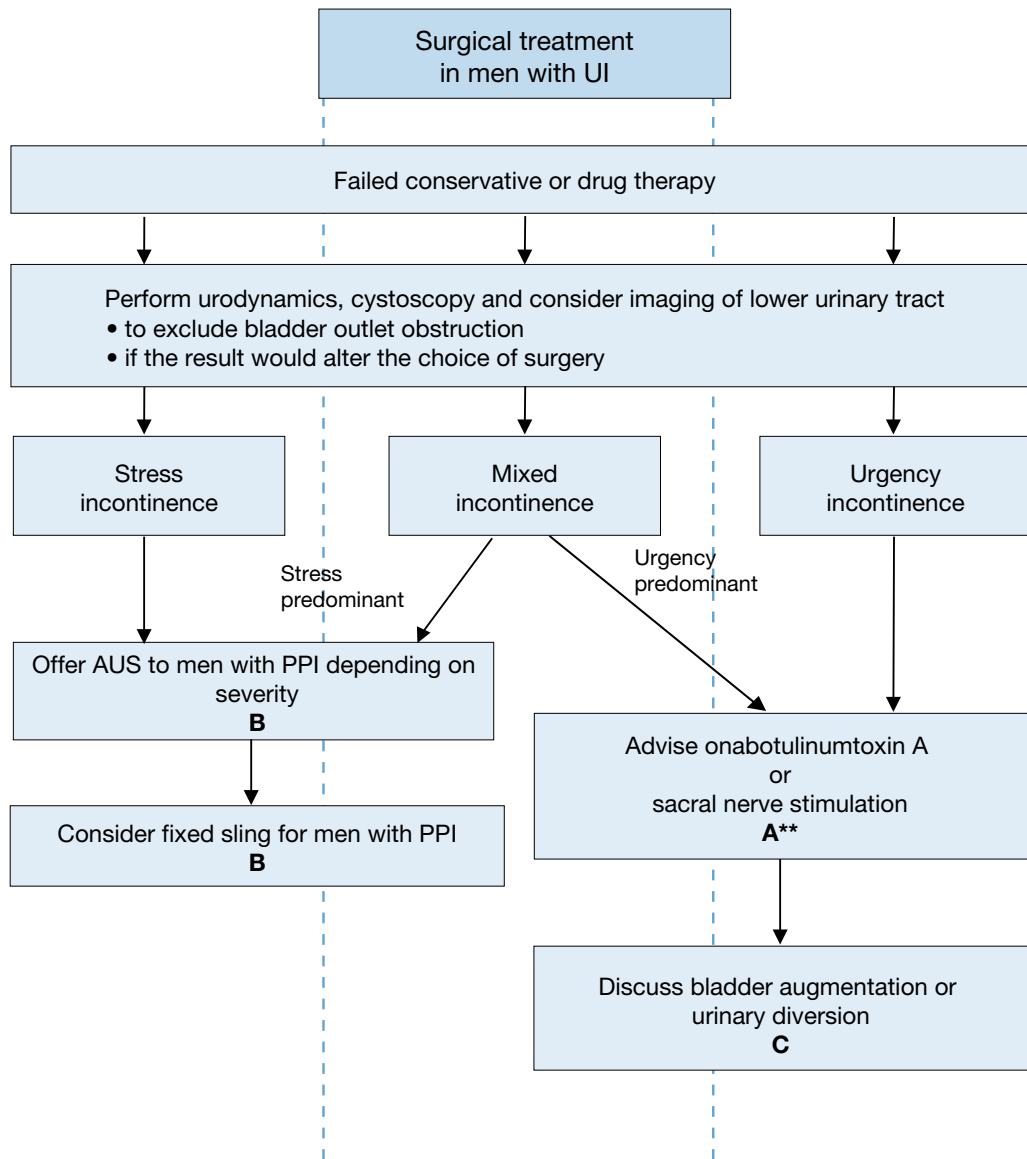 Surgical treatment
in men with UI
Failed conservative or drug therapy
Perform urodynamics, cystoscopy and consider imaging of lower urinary tract
• to exclude bladder outlet obstruction
• if the result would alter the choice of surgery
Stress
incontinence
Mixed
incontinence
Urgency
incontinence
Stress
predominant
Urgency
predominant
Offer AUS to men with PPI depending on
severity
B
Consider fixed sling for men with PPI
B
Advise onabotulinumtoxin A
or
sacral nerve stimulation
A**
Discuss bladder augmentation or
urinary diversion
C